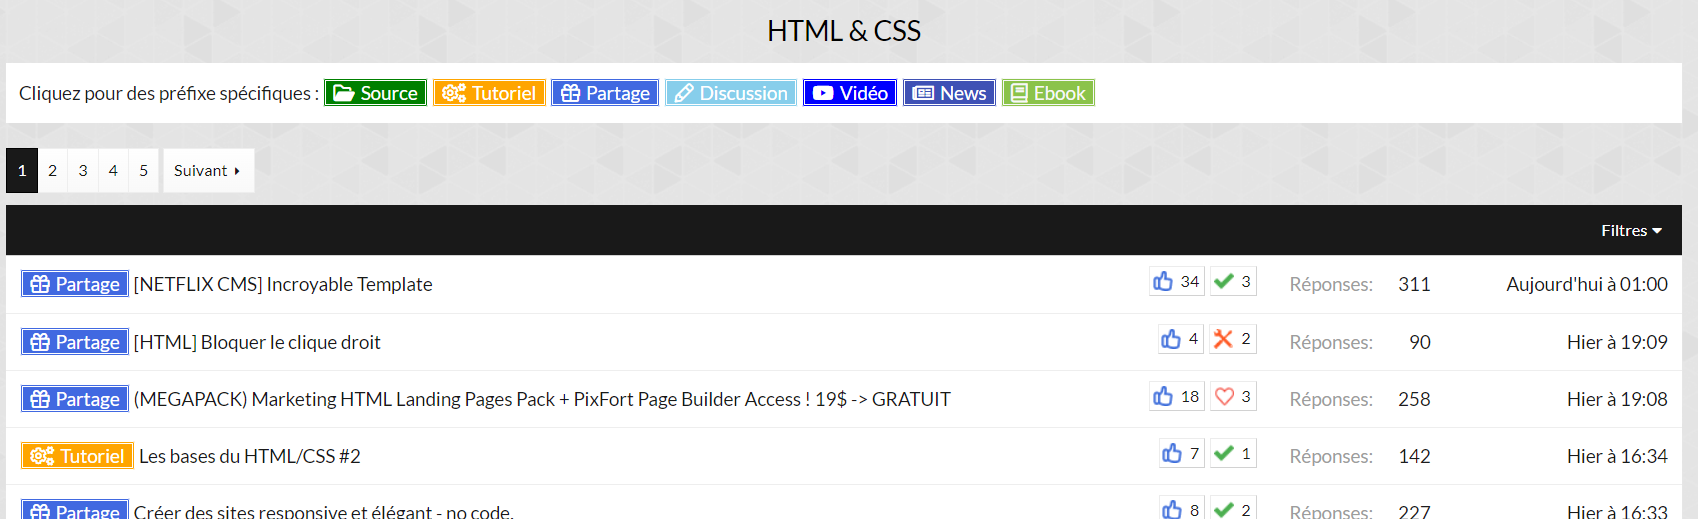 HTML & CSS
Cliquez pour des préfixe spécifiques : Source Tutoriel Partage Discussion Vidéo News Ebook
1 2 3 4 5 Suivant
Filtres
Partage [NETFLIX CMS] Incroyable Template 34 3 Réponses: 311 Aujourd'hui à 01:00
Partage [HTML] Bloquer le clique droit 4 2 Réponses: 90 Hier à 19:09
Partage (MEGAPACK) Marketing HTML Landing Pages Pack + PixFort Page Builder Access ! 19$ -> GRATUIT 18 3 Réponses: 258 Hier à 19:08
Tutoriel Les bases du HTML/CSS #2 7 1 Réponses: 142 Hier à 16:34
Partage Créer des sites responsive et élégant - no code. 8 2 Réponses: 227 Hier à 16:33